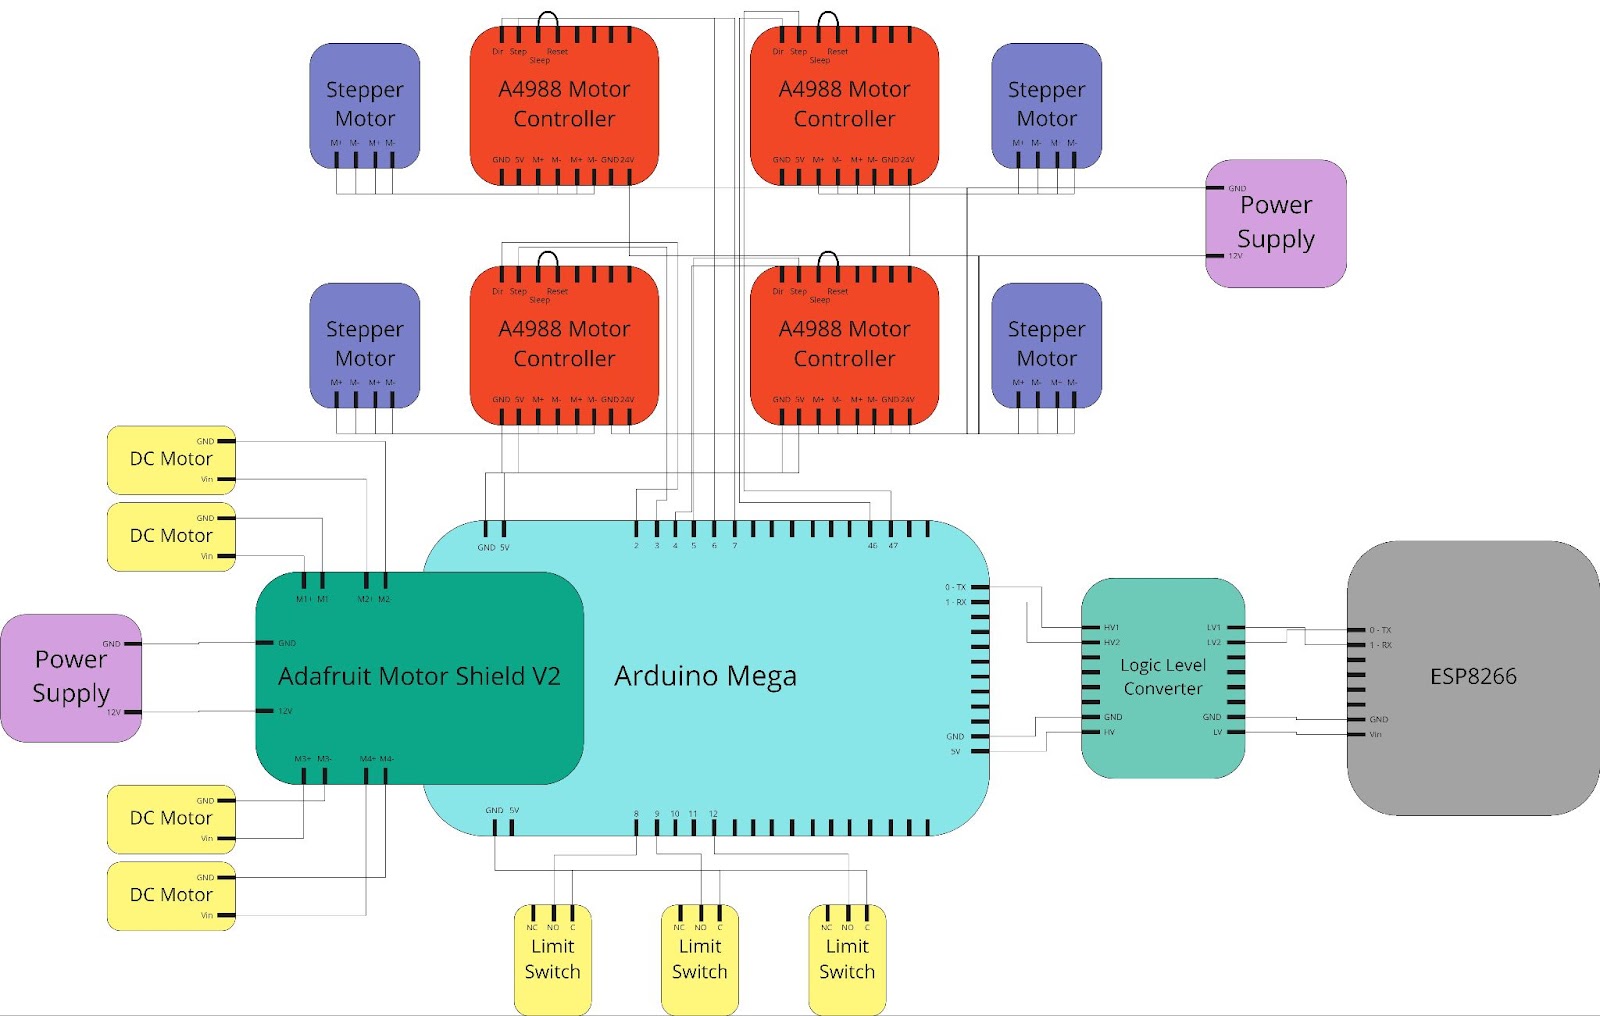 Dir Step Reset
Sleep
A4988 Motor
Controller
GND 5V M+ M- M+ M- GND 24V
Dir Step Reset
Sleep
A4988 Motor
Controller
GND 5V M+ M- M+ M- GND 24V
Stepper
Motor
M+ M- M+ M-
Stepper
Motor
M+ M- M+ M-
GND
Power
Supply
12V
Dir Step Reset
Sleep
A4988 Motor
Controller
GND 5V M+ M- M+ M- GND 24V
Dir Step Reset
Sleep
A4988 Motor
Controller
GND 5V M+ M- M+ M- GND 24V
Stepper
Motor
M+ M- M+ M-
Stepper
Motor
M+ M- M+ M-
GND
DC Motor
Vin
GND
DC Motor
Vin
GND
Power
Supply
12V
M1+ M1 M2+ M2-
GND
Adafruit Motor Shield V2
12V
M3+ M3- M4+ M4-
GND 5V 2 3 4 5 6 7 46 47
0 - TX
1 - RX
Arduino Mega
GND
5V
GND 5V 8 9 10 11 12
HV1 LV1
HV2 LV2
Logic Level
Converter
GND GND
HV LV
0 - TX
1 - RX
ESP8266
GND
Vin
GND
DC Motor
Vin
GND
DC Motor
Vin
NC NO C
Limit
Switch
NC NO C
Limit
Switch
NC NO C
Limit
Switch